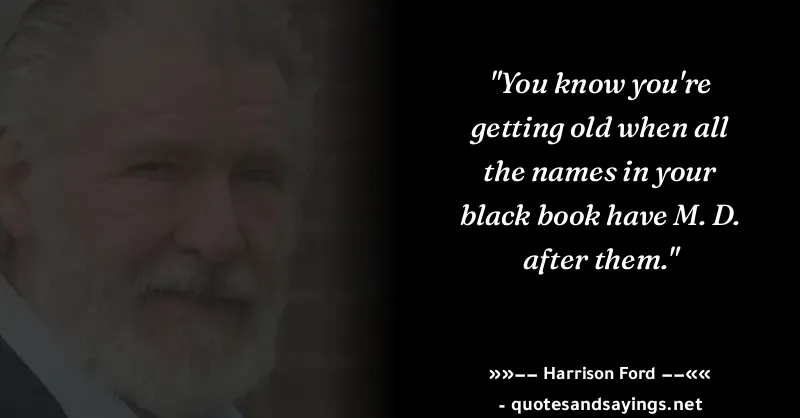 "You know you're
getting old when all
the names in your
black book have M. D.
after them."
»»−− Harrison Ford −−««
- quotesandsayings.net